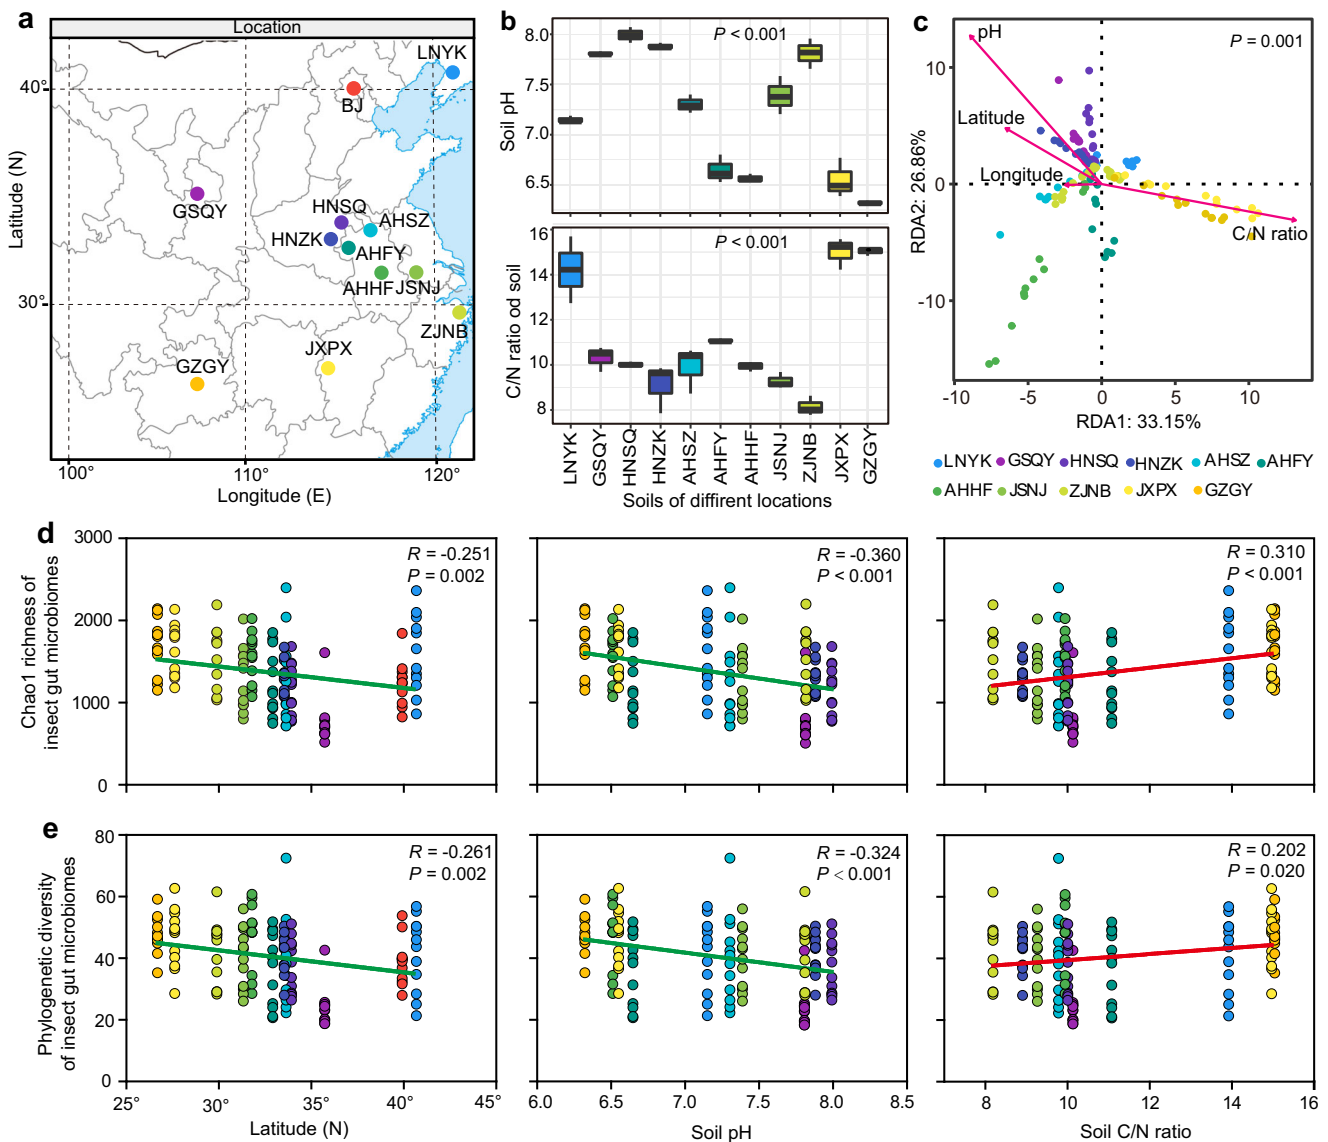 a
Location
40°
30°
100°
110°
120°
Latitude (N)
Longitude (E)
LNYK
BJ
GSQY
HNSQ
AHSZ
HNZK
AHFY
AHHF
JSNJ
ZJNB
JXPX
GZGY
b
P < 0.001
8.0
7.5
7.0
6.5
Soil pH
P < 0.001
16
14
12
10
8
C/N ratio od soil
LNYK
GSQY
HNSQ
HNZK
AHSZ
AHFY
AHHF
JSNJ
ZJNB
JXPX
GZGY
Soils of diffirent locations
c
P = 0.001
pH
Latitude
Longitude
C/N ratio
10
0
-10
RDA2: 26.86%
-10
-5
0
5
10
RDA1: 33.15%
LNYK GSQY HNSQ HNZK AHSZ AHFY
AHHF JSNJ ZJNB JXPX GZGY
d
3000
2000
1000
0
Chao1 richness of
insect gut microbiomes
R = -0.251
P = 0.002
R = -0.360
P < 0.001
R = 0.310
P < 0.001
e
80
60
40
20
0
Phylogenetic diversity
of insect gut microbiomes
R = -0.261
P = 0.002
R = -0.324
P < 0.001
R = 0.202
P = 0.020
25°
30°
35°
40°
45°
Latitude (N)
6.0
6.5
7.0
7.5
8.0
8.5
Soil pH
8
10
12
14
16
Soil C/N ratio